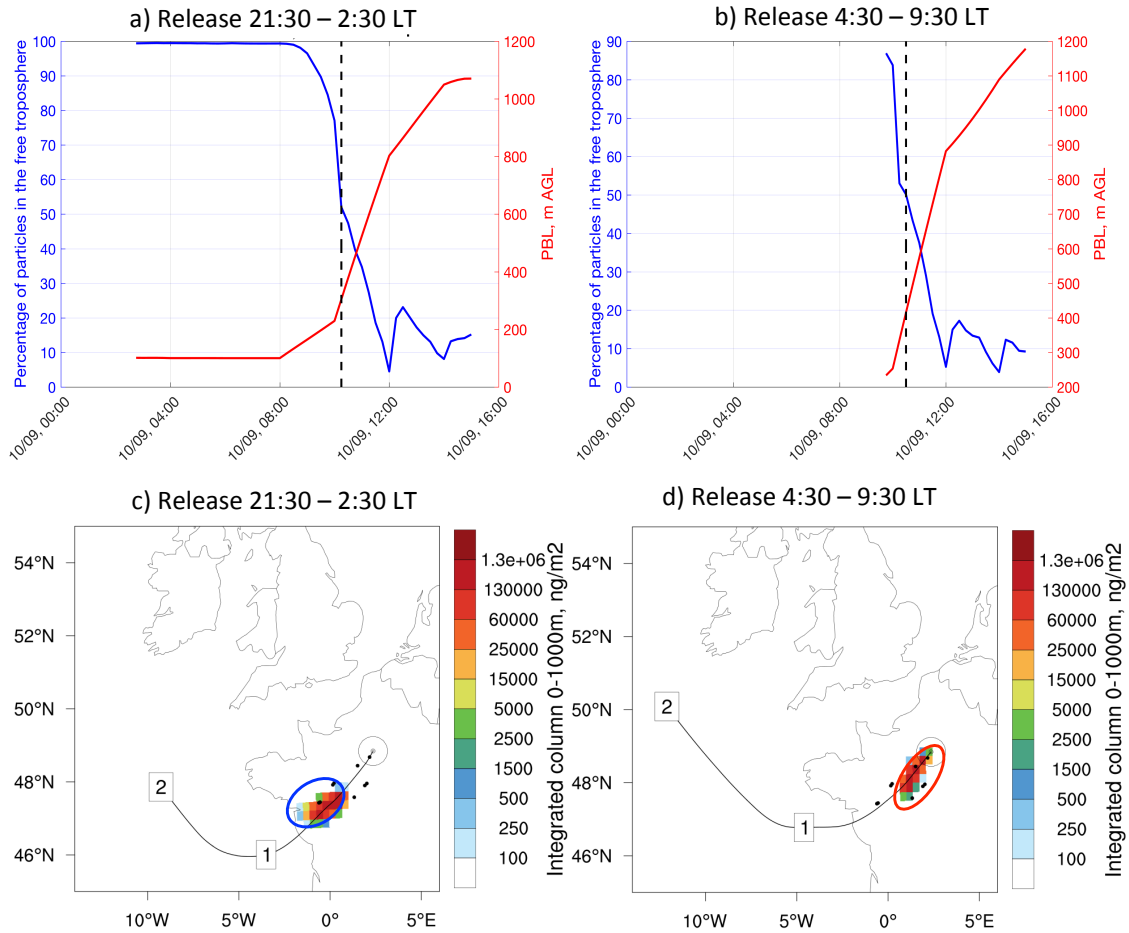 a) Release 21:30 – 2:30 LT
b) Release 4:30 – 9:30 LT
Percentage of particles in the free troposphere
100
90
80
70
60
50
40
30
20
10
0
1200
1000
800
600
400
200
0
PBL, m AGL
10/09, 00:00
10/09, 04:00
10/09, 08:00
10/09, 12:00
10/09, 16:00
Percentage of particles in the free troposphere
90
80
70
60
50
40
30
20
10
0
1200
1100
1000
900
800
700
600
500
400
300
200
PBL, m AGL
10/09, 00:00
10/09, 04:00
10/09, 08:00
10/09, 12:00
10/09, 16:00
c) Release 21:30 – 2:30 LT
d) Release 4:30 – 9:30 LT
54°N
52°N
50°N
48°N
46°N
10°W
5°W
0°
5°E
2
1
1.3e+06
130000
60000
25000
15000
5000
2500
1500
500
250
100
Integrated column 0-1000m, ng/m2
54°N
52°N
50°N
48°N
46°N
10°W
5°W
0°
5°E
2
1
1.3e+06
130000
60000
25000
15000
5000
2500
1500
500
250
100
Integrated column 0-1000m, ng/m2